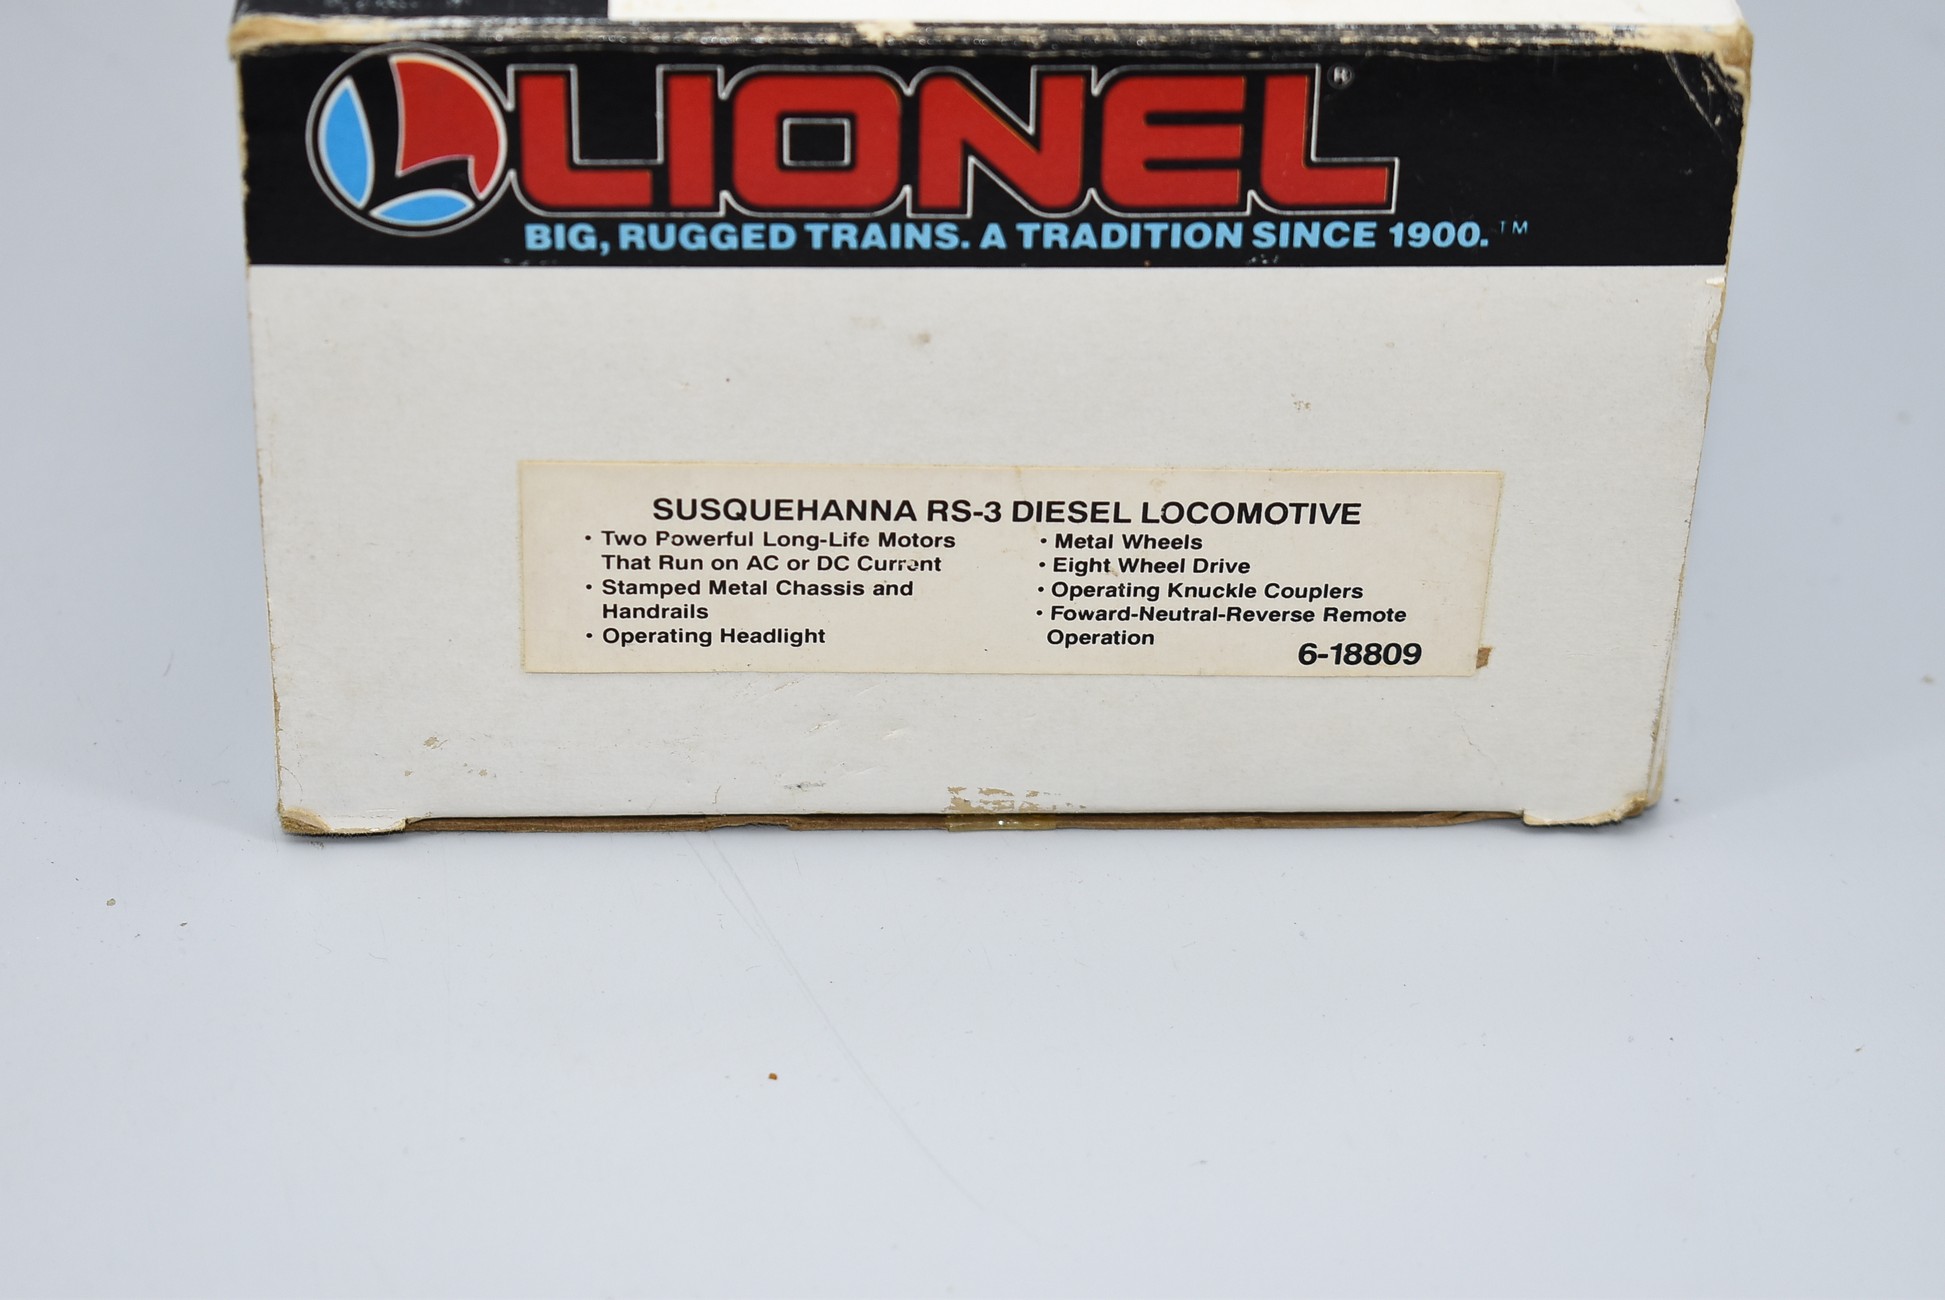 LIONEL®
BIG, RUGGED TRAINS. A TRADITION SINCE 1900.™
SUSQUEHANNA RS-3 DIESEL LOCOMOTIVE
• Two Powerful Long-Life Motors
That Run on AC or DC Current
• Stamped Metal Chassis and
Handrails
• Operating Headlight
• Metal Wheels
• Eight Wheel Drive
• Operating Knuckle Couplers
• Foward-Neutral-Reverse Remote
Operation
6-18809